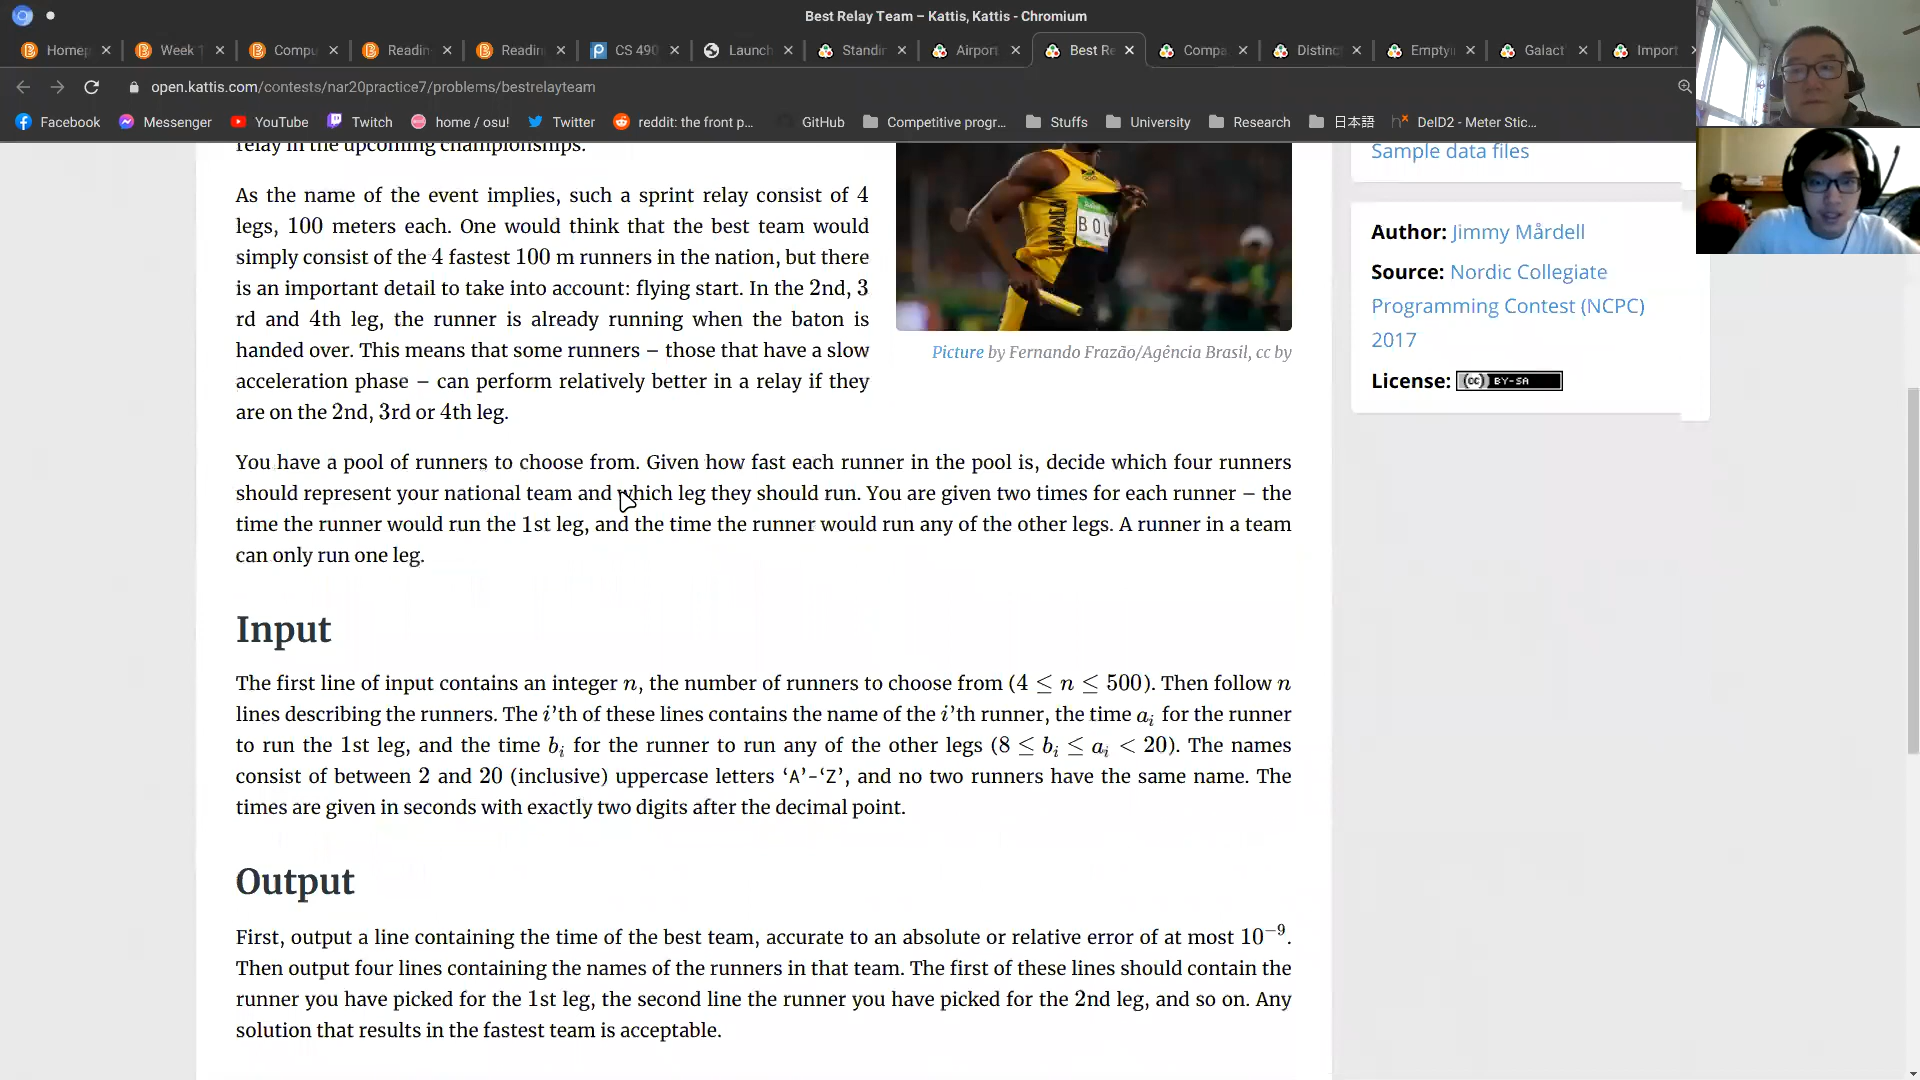 Best Relay Team – Kattis, Kattis - Chromium
Homep
Week 1
Compu
Readin
Readin
CS 490
Launch
Standin
Airport
Best Re
Compa
Distinc
Emptyi
Galact
Import
open.kattis.com/contests/nar20practice7/problems/bestrelayteam
Facebook
Messenger
YouTube
Twitch
home / osu!
Twitter
reddit: the front p...
GitHub
Competitive progr...
Stuffs
University
Research
日本語
DelD2 - Meter Stic...
relay in the upcoming championships.
As the name of the event implies, such a sprint relay consist of 4
legs, 100 meters each. One would think that the best team would
simply consist of the 4 fastest 100 m runners in the nation, but there
is an important detail to take into account: flying start. In the 2nd, 3
rd and 4th leg, the runner is already running when the baton is
handed over. This means that some runners – those that have a slow
acceleration phase – can perform relatively better in a relay if they
are on the 2nd, 3rd or 4th leg.
JAMAICA
BOL
Picture by Fernando Frazão/Agência Brasil, cc by
You have a pool of runners to choose from. Given how fast each runner in the pool is, decide which four runners
should represent your national team and which leg they should run. You are given two times for each runner – the
time the runner would run the 1st leg, and the time the runner would run any of the other legs. A runner in a team
can only run one leg.
Input
The first line of input contains an integer n, the number of runners to choose from (4 ≤ n ≤ 500). Then follow n
lines describing the runners. The i'th of these lines contains the name of the i'th runner, the time aᵢ for the runner
to run the 1st leg, and the time bᵢ for the runner to run any of the other legs (8 ≤ bᵢ ≤ aᵢ < 20). The names
consist of between 2 and 20 (inclusive) uppercase letters ‘A’-‘Z’, and no two runners have the same name. The
times are given in seconds with exactly two digits after the decimal point.
Output
First, output a line containing the time of the best team, accurate to an absolute or relative error of at most 10⁻⁹.
Then output four lines containing the names of the runners in that team. The first of these lines should contain the
runner you have picked for the 1st leg, the second line the runner you have picked for the 2nd leg, and so on. Any
solution that results in the fastest team is acceptable.
Sample data files
Author: Jimmy Mårdell
Source: Nordic Collegiate
Programming Contest (NCPC)
2017
License: (cc) BY-SA